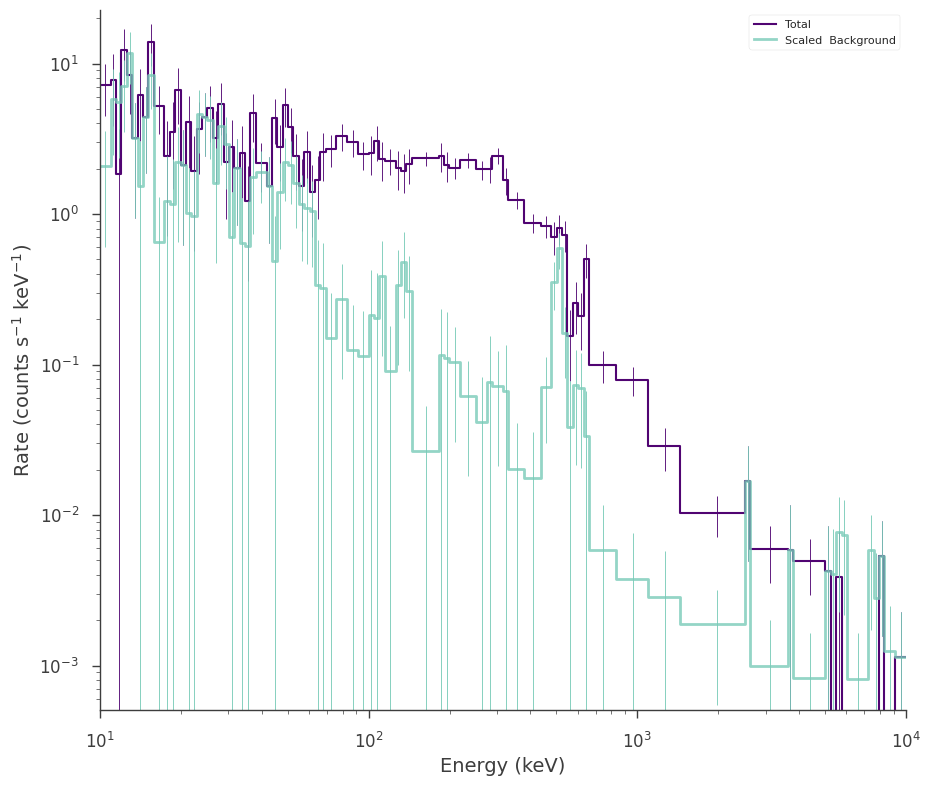 Total
Scaled  Background
Rate (counts s⁻¹ keV⁻¹)
10¹
10⁰
10⁻¹
10⁻²
10⁻³
10¹ 10² 10³ 10⁴
Energy (keV)